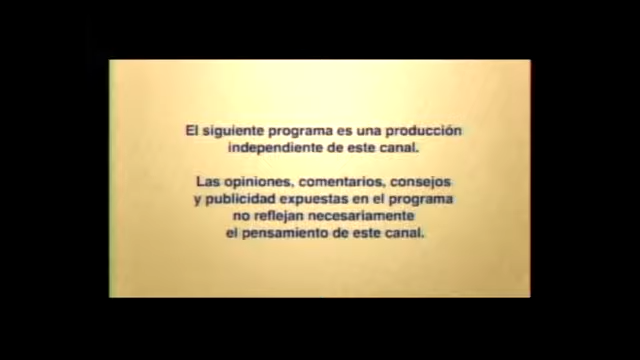 El siguiente programa es una producción
independiente de este canal.
Las opiniones, comentarios, consejos
y publicidad expuestas en el programa
no reflejan necesariamente
el pensamiento de este canal.